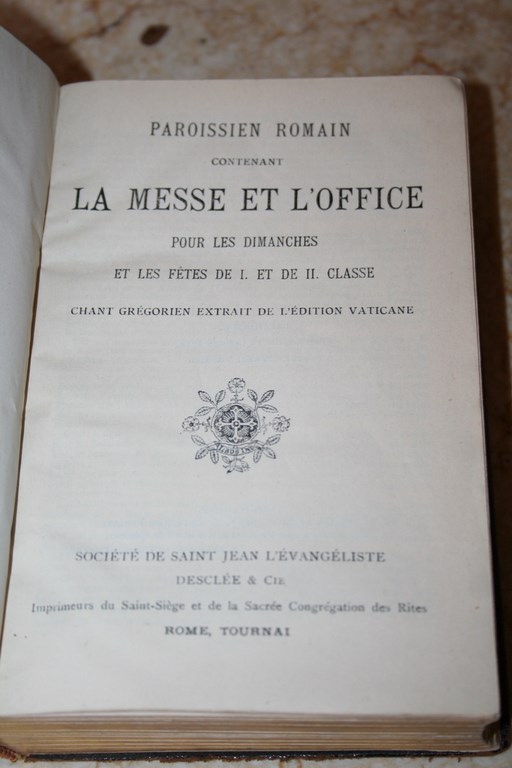 PAROISSIEN ROMAIN
CONTENANT
LA MESSE ET L'OFFICE
POUR LES DIMANCHES
ET LES FÊTES DE I. ET DE II. CLASSE
CHANT GRÉGORIEN EXTRAIT DE L'ÉDITION VATICANE
SOCIÉTÉ DE SAINT JEAN L'ÉVANGÉLISTE
DESCLÉE & CIE
Imprimeurs du Saint-Siège et de la Sacrée Congrégation des Rites
ROME, TOURNAI